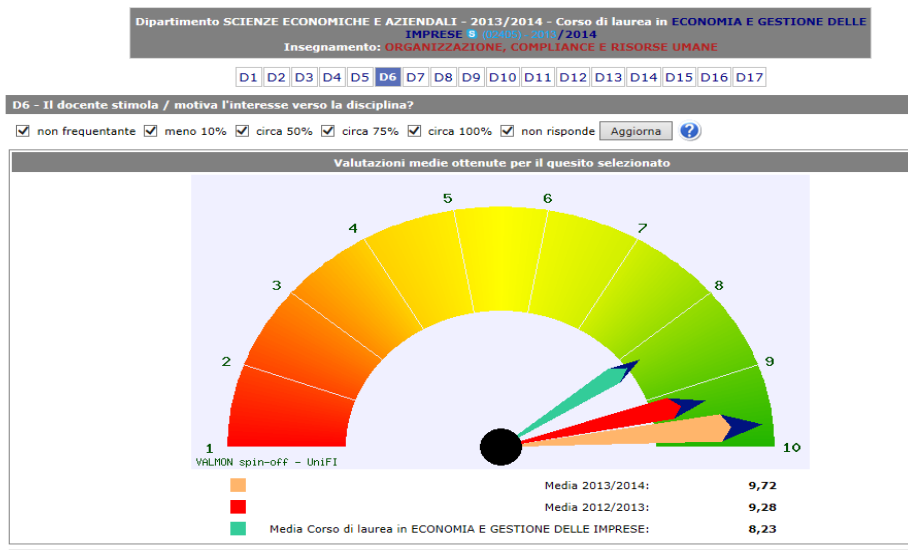 Dipartimento SCIENZE ECONOMICHE E AZIENDALI - 2013/2014 - Corso di laurea in ECONOMIA E GESTIONE DELLE
IMPRESE S (0M06) - 2013/2014
Insegnamento: ORGANIZZAZIONE, COMPLIANCE E RISORSE UMANE
D1 D2 D3 D4 D5 D6 D7 D8 D9 D10 D11 D12 D13 D14 D15 D16 D17
D6 - Il docente stimola / motiva l'interesse verso la disciplina?
non frequentante meno 10% circa 50% circa 75% circa 100% non risponde Aggiorna ?
Valutazioni medie ottenute per il quesito selezionato
1
2
3
4
5
6
7
8
9
10
VALMON spin-off - UniFI
Media 2013/2014: 9,72
Media 2012/2013: 9,28
Media Corso di laurea in ECONOMIA E GESTIONE DELLE IMPRESE: 8,23